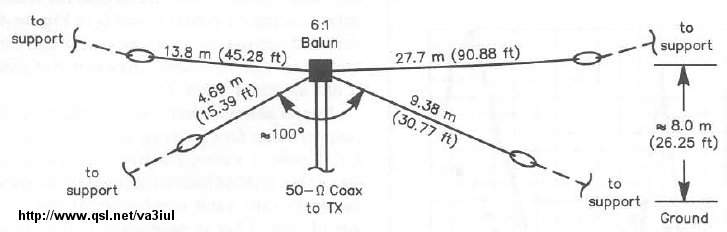 6:1
Balun
to
support
13.8 m (45.28 ft)
27.7 m (90.88 ft)
to
support
4.69 m
(15.39 ft)
9.38 m
(30.77 ft)
≈100°
≈ 8.0 m
(26.25 ft)
to
support
50-Ω Coax
to TX
to
support
Ground
http://www.qsl.net/va3iul